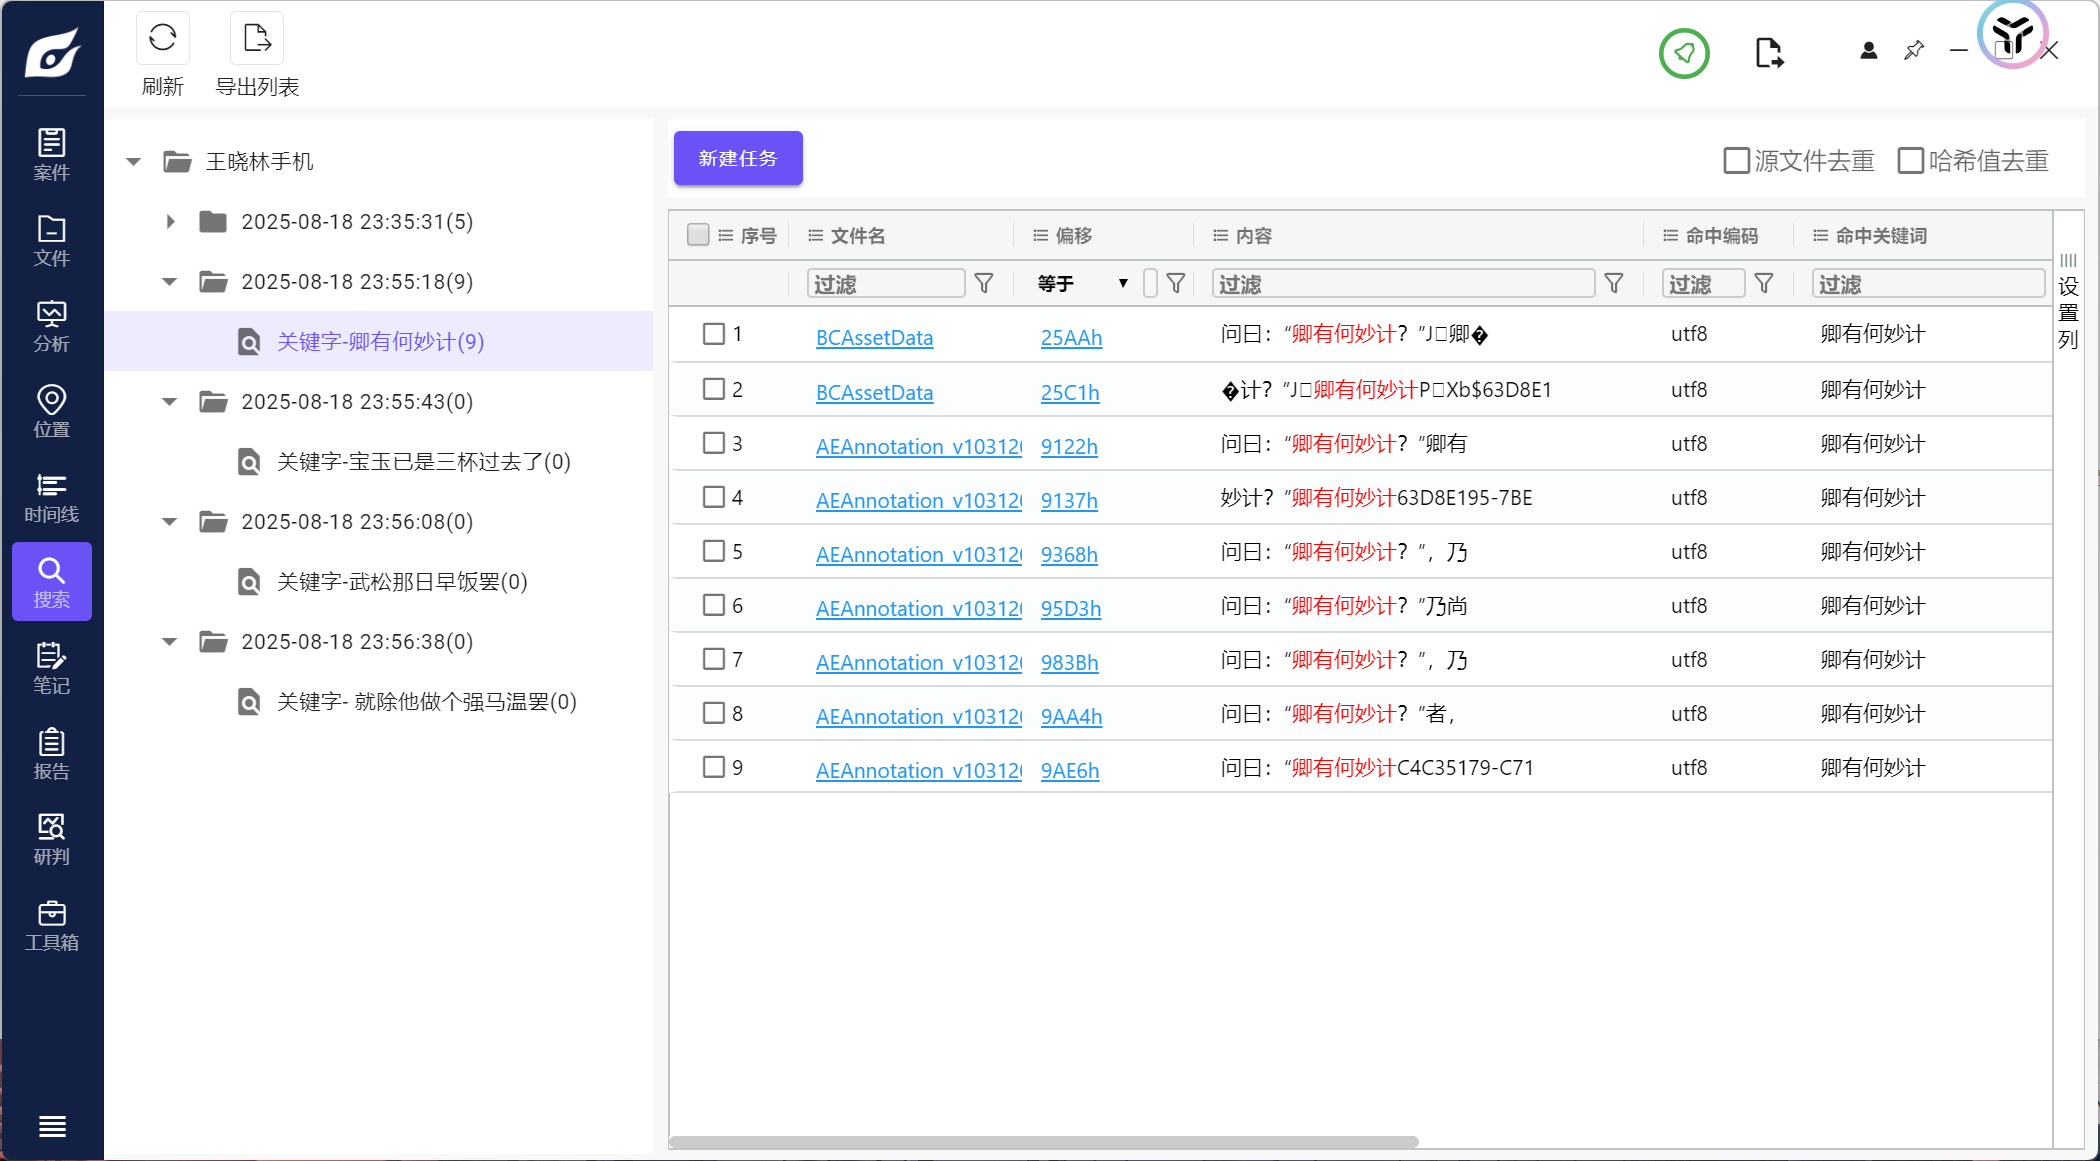 刷新
导出列表
案件
文件
分析
位置
时间线
搜索
笔记
报告
研判
工具箱
王晓林手机
2025-08-18 23:35:31(5)
2025-08-18 23:55:18(9)
关键字-卿有何妙计(9)
2025-08-18 23:55:43(0)
关键字-宝玉已是三杯过去了(0)
2025-08-18 23:56:08(0)
关键字-武松那日早饭罢(0)
2025-08-18 23:56:38(0)
关键字- 就除他做个强马温罢(0)
新建任务
源文件去重 哈希值去重
序号 文件名 偏移 内容 命中编码 命中关键词
过滤 等于 过滤 过滤 过滤
1 BCAssetData 25AAh 问曰：“卿有何妙计？”J□卿� utf8 卿有何妙计
2 BCAssetData 25C1h �计？”J□卿有何妙计P□Xb$63D8E1 utf8 卿有何妙计
3 AEAnnotation_v10312 9122h 问曰：“卿有何妙计？”卿有 utf8 卿有何妙计
4 AEAnnotation_v10312 9137h 妙计？”卿有何妙计63D8E195-7BE utf8 卿有何妙计
5 AEAnnotation_v10312 9368h 问曰：“卿有何妙计？”，乃 utf8 卿有何妙计
6 AEAnnotation_v10312 95D3h 问曰：“卿有何妙计？”乃尚 utf8 卿有何妙计
7 AEAnnotation_v10312 983Bh 问曰：“卿有何妙计？”，乃 utf8 卿有何妙计
8 AEAnnotation_v10312 9AA4h 问曰：“卿有何妙计？”者， utf8 卿有何妙计
9 AEAnnotation_v10312 9AE6h 问曰：“卿有何妙计C4C35179-C71 utf8 卿有何妙计
设置列